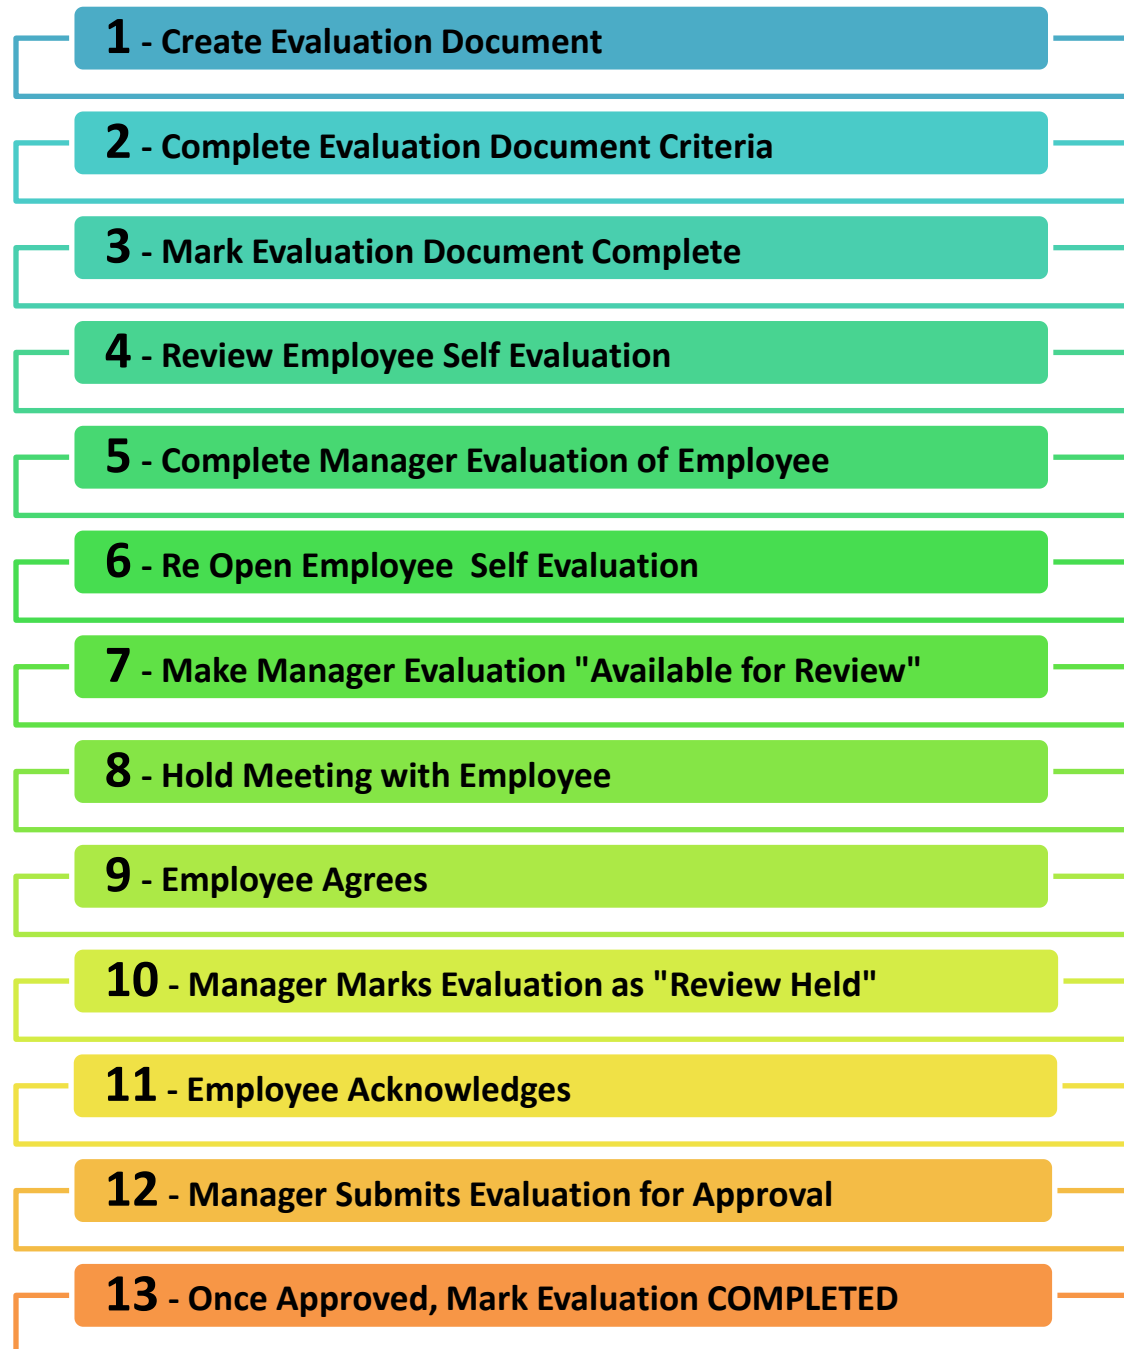 1 - Create Evaluation Document
2 - Complete Evaluation Document Criteria
3 - Mark Evaluation Document Complete
4 - Review Employee Self Evaluation
5 - Complete Manager Evaluation of Employee
6 - Re Open Employee  Self Evaluation
7 - Make Manager Evaluation "Available for Review"
8 - Hold Meeting with Employee
9 - Employee Agrees
10 - Manager Marks Evaluation as "Review Held"
11 - Employee Acknowledges
12 - Manager Submits Evaluation for Approval
13 - Once Approved, Mark Evaluation COMPLETED